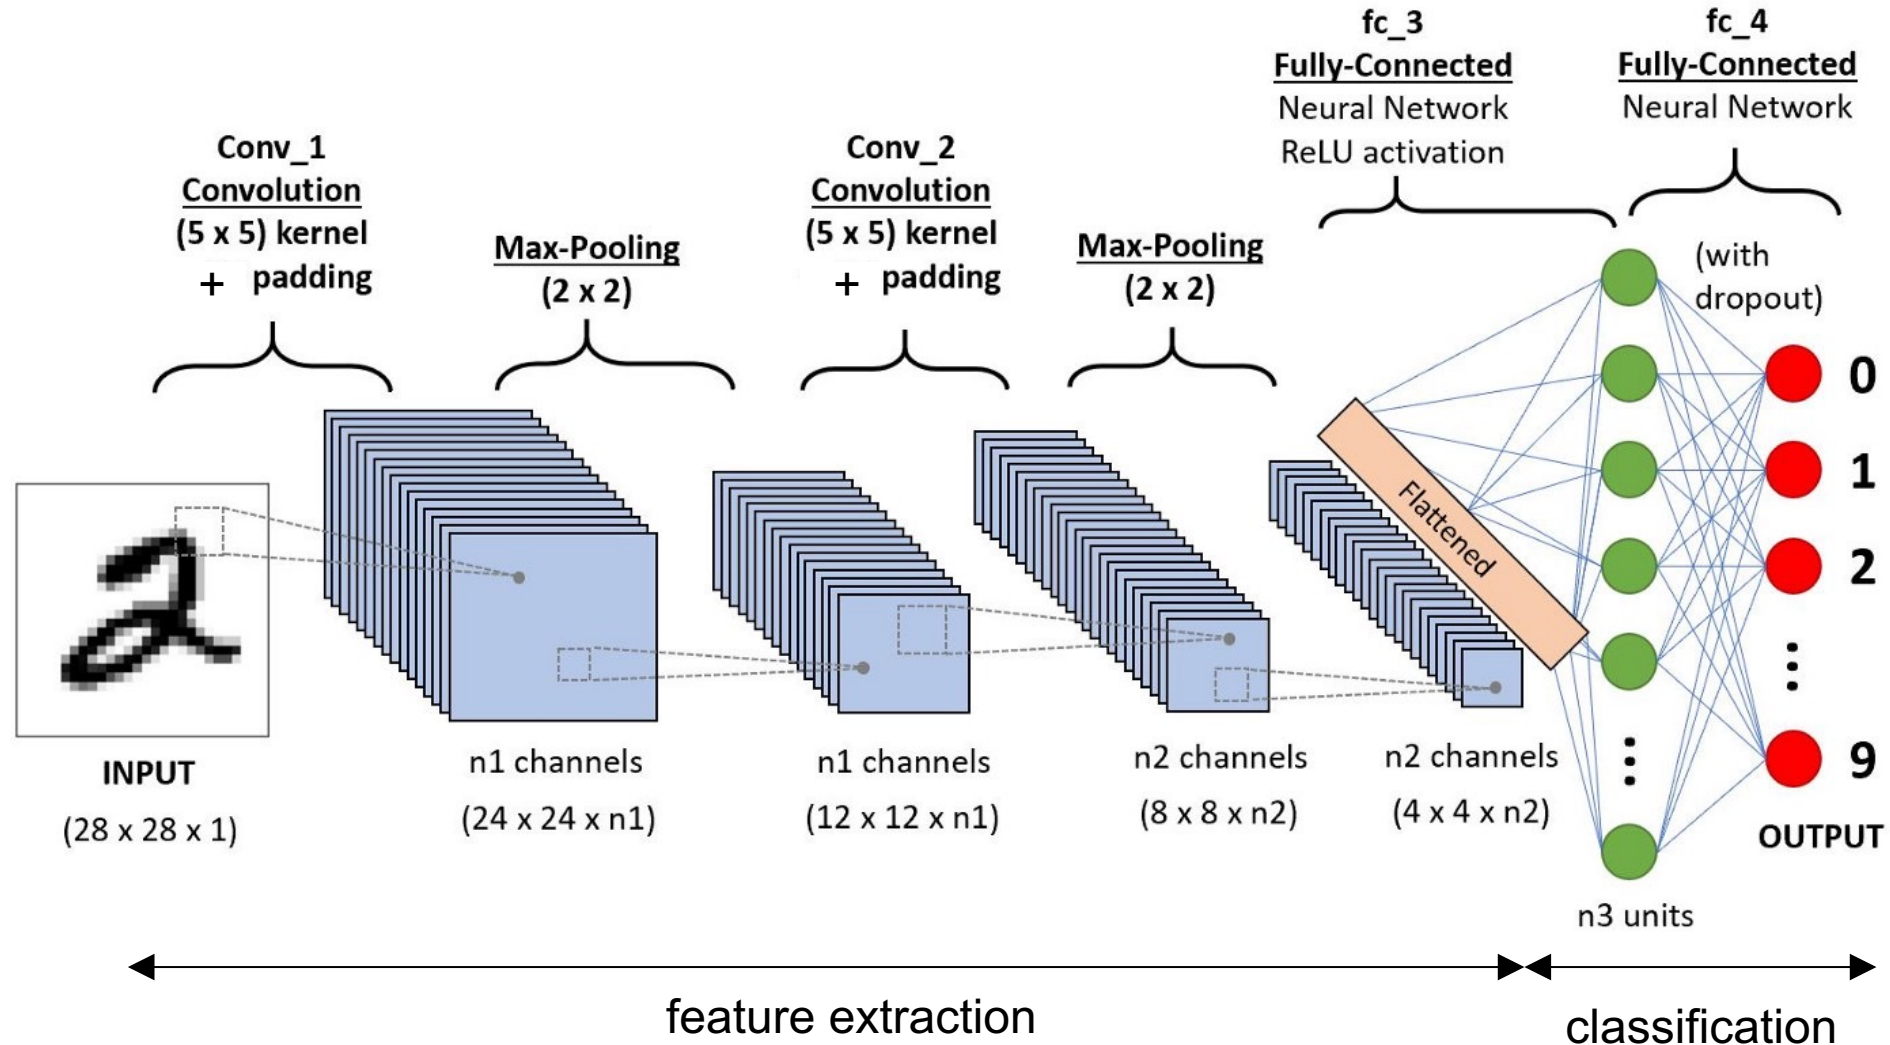 fc_3
Fully-Connected
Neural Network
ReLU activation
fc_4
Fully-Connected
Neural Network
Conv_1
Convolution
(5 x 5) kernel
+ padding
Max-Pooling
(2 x 2)
Conv_2
Convolution
(5 x 5) kernel
+ padding
Max-Pooling
(2 x 2)
(with
dropout)
Flattened
0
1
2
9
INPUT
(28 x 28 x 1)
n1 channels
(24 x 24 x n1)
n1 channels
(12 x 12 x n1)
n2 channels
(8 x 8 x n2)
n2 channels
(4 x 4 x n2)
OUTPUT
n3 units
feature extraction
classification